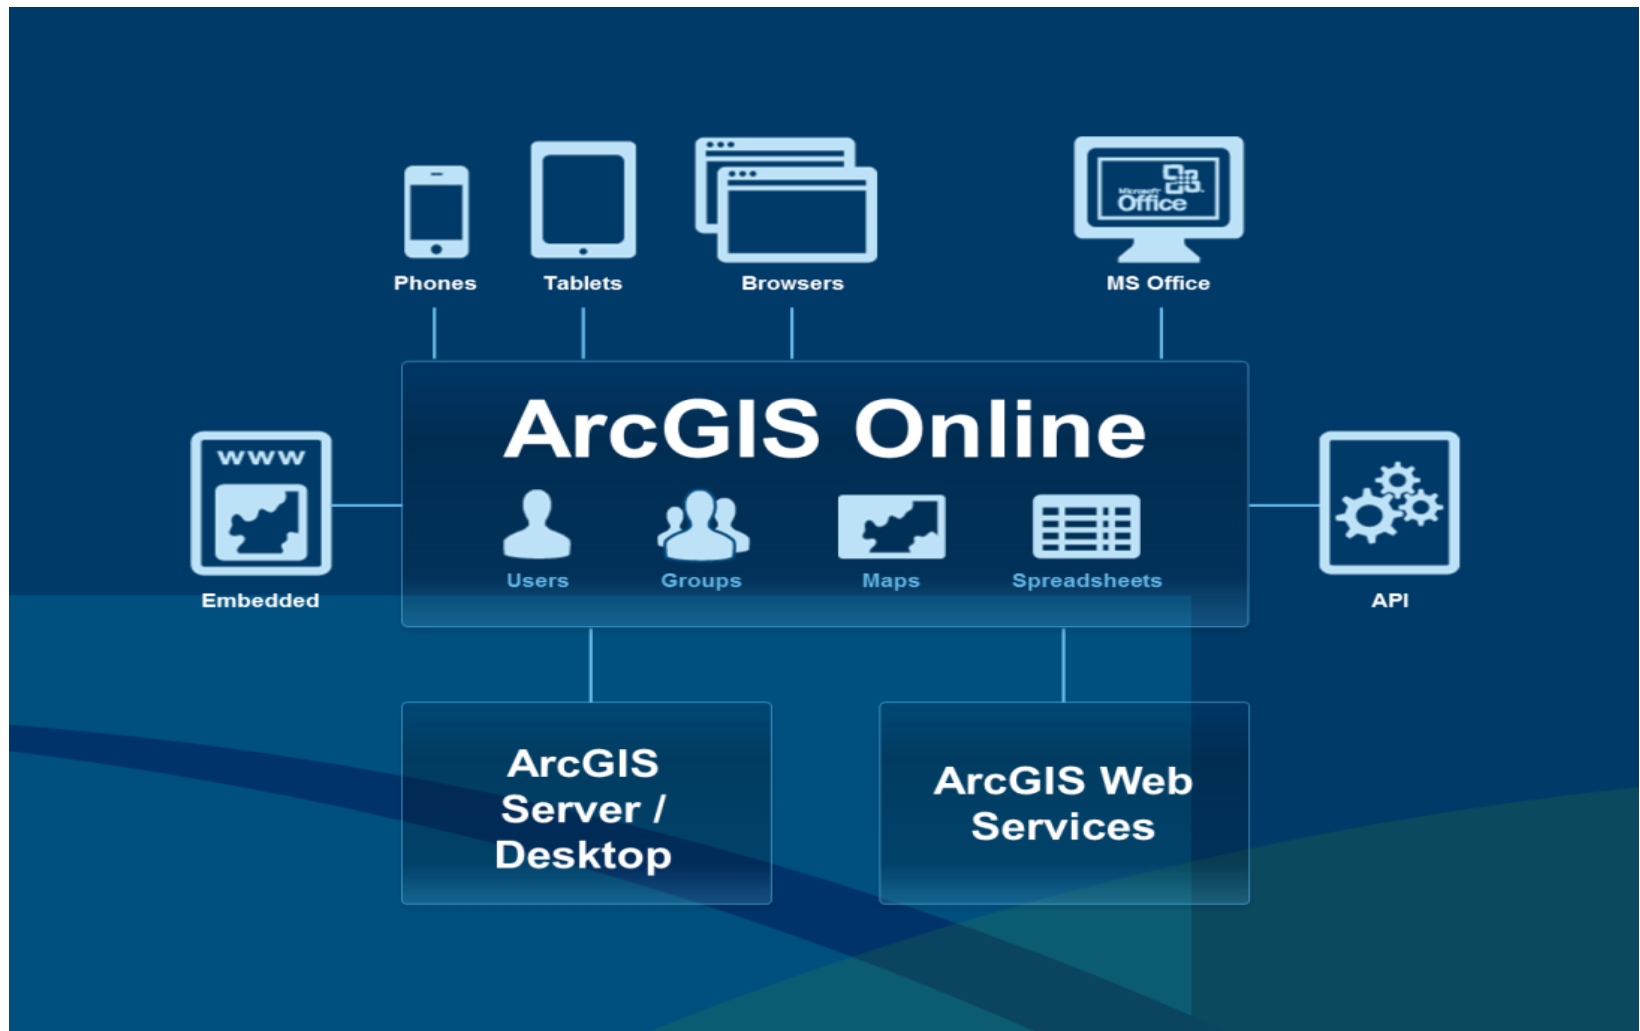 Microsoft
Office
Phones
Tablets
Browsers
MS Office
ArcGIS Online
www
Users
Groups
Maps
Spreadsheets
Embedded
API
ArcGIS
Server /
Desktop
ArcGIS Web
Services